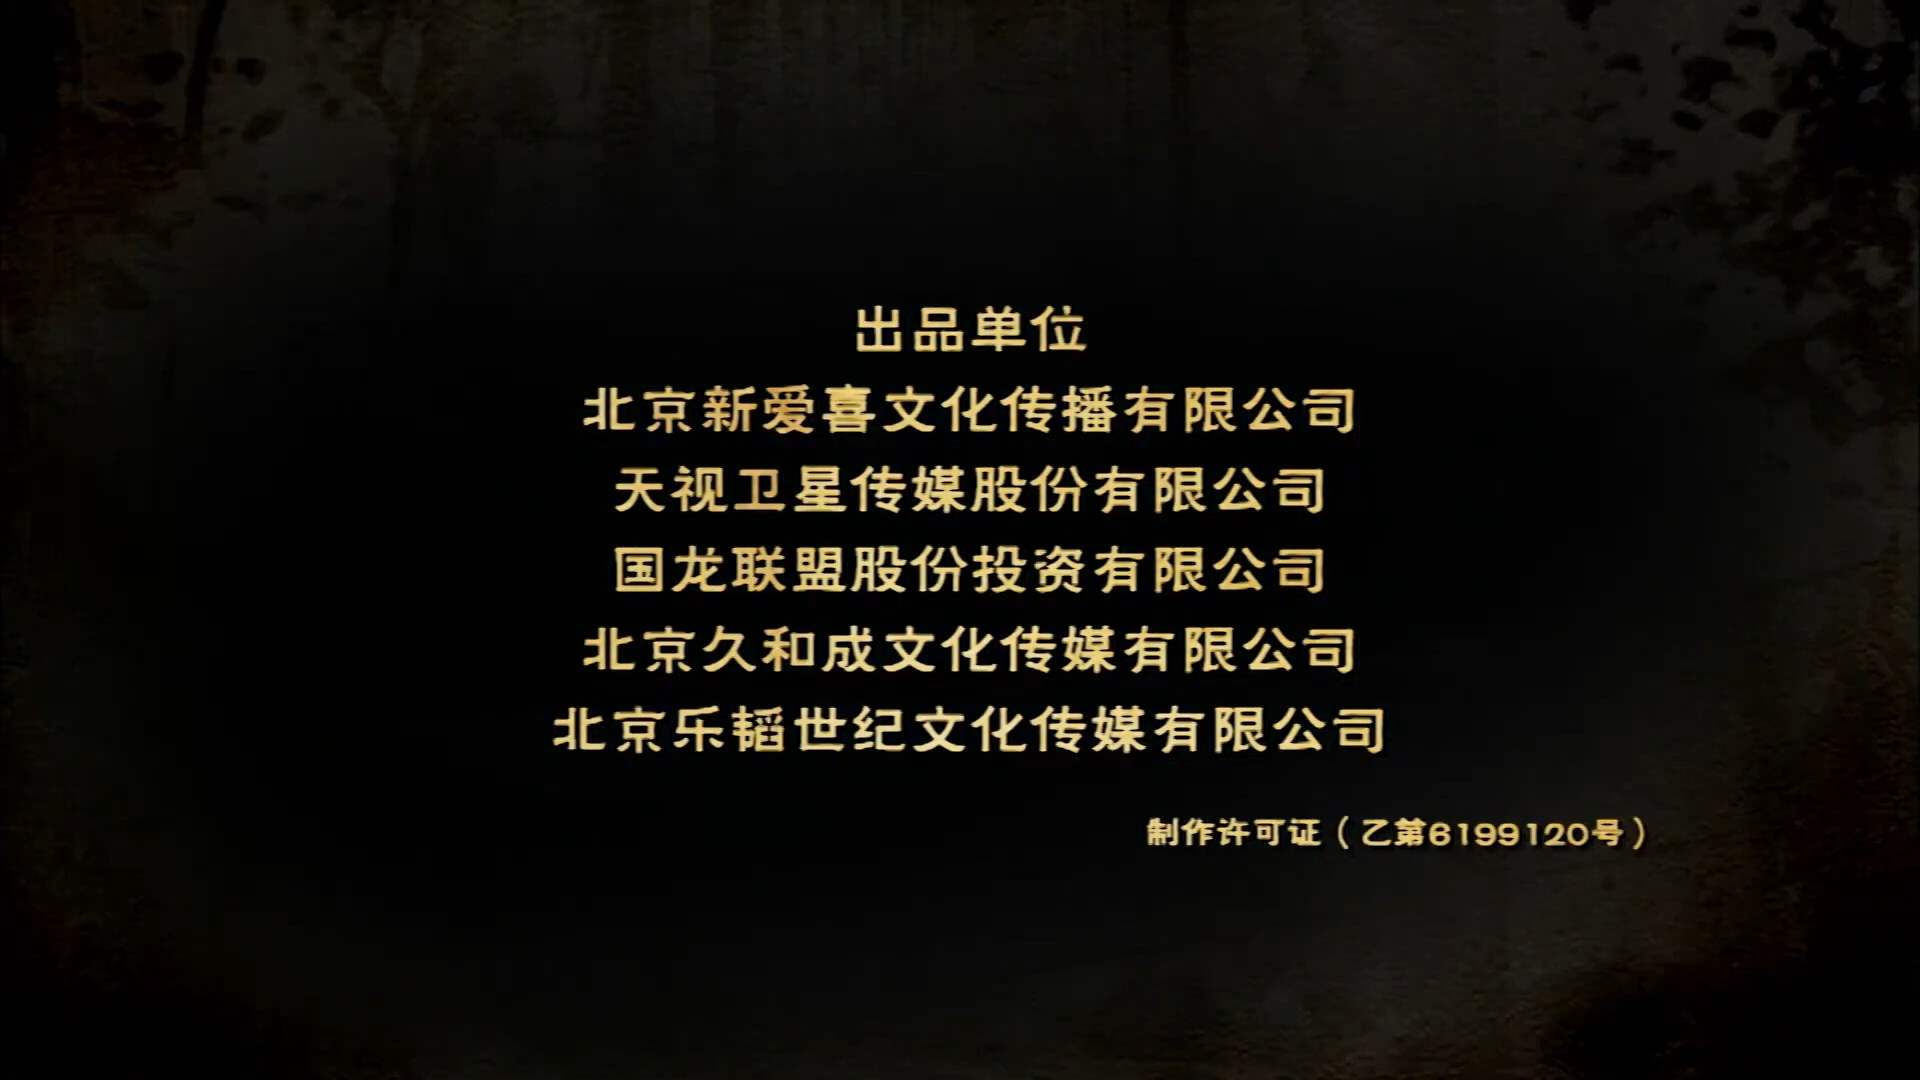 出品单位
北京新爱喜文化传播有限公司
天视卫星传媒股份有限公司
国龙联盟股份投资有限公司
北京久和成文化传媒有限公司
北京乐韬世纪文化传媒有限公司
制作许可证（乙第6199120号）